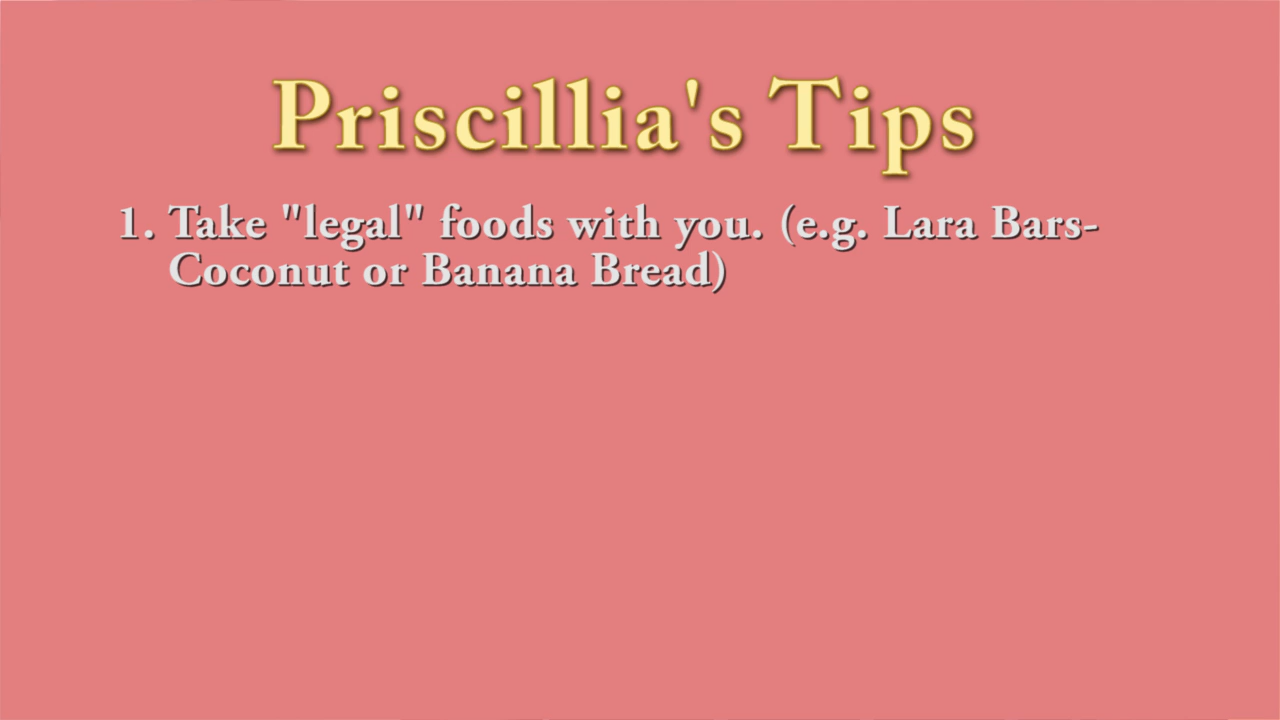 Priscillia's Tips
1. Take "legal" foods with you. (e.g. Lara Bars-
Coconut or Banana Bread)